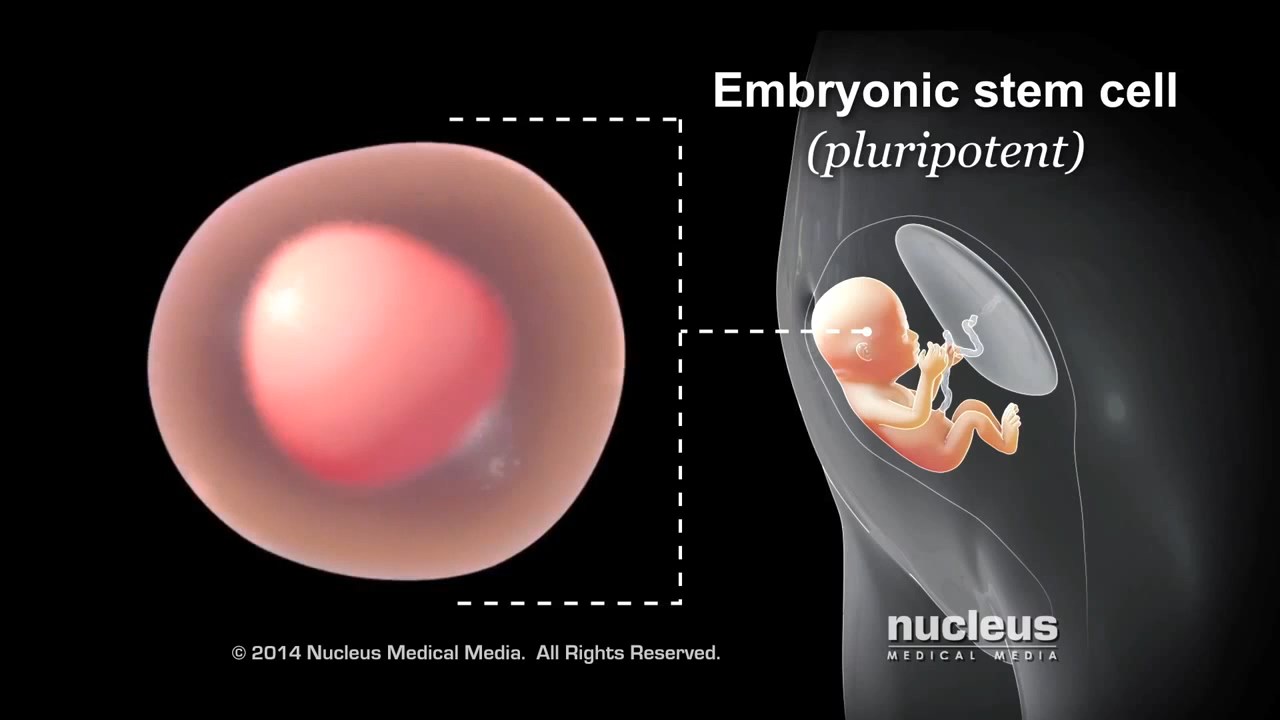 Embryonic stem cell
(pluripotent)
nucleus
MEDICAL MEDIA
© 2014 Nucleus Medical Media.  All Rights Reserved.